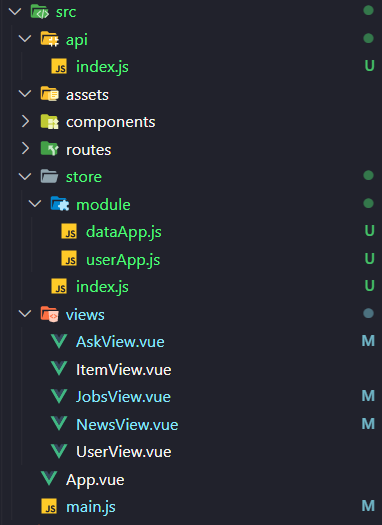 src
api
JS index.js U
assets
components
routes
store
module
JS dataApp.js U
JS userApp.js U
JS index.js U
views
AskView.vue M
ItemView.vue
JobsView.vue M
NewsView.vue M
UserView.vue
App.vue
JS main.js M